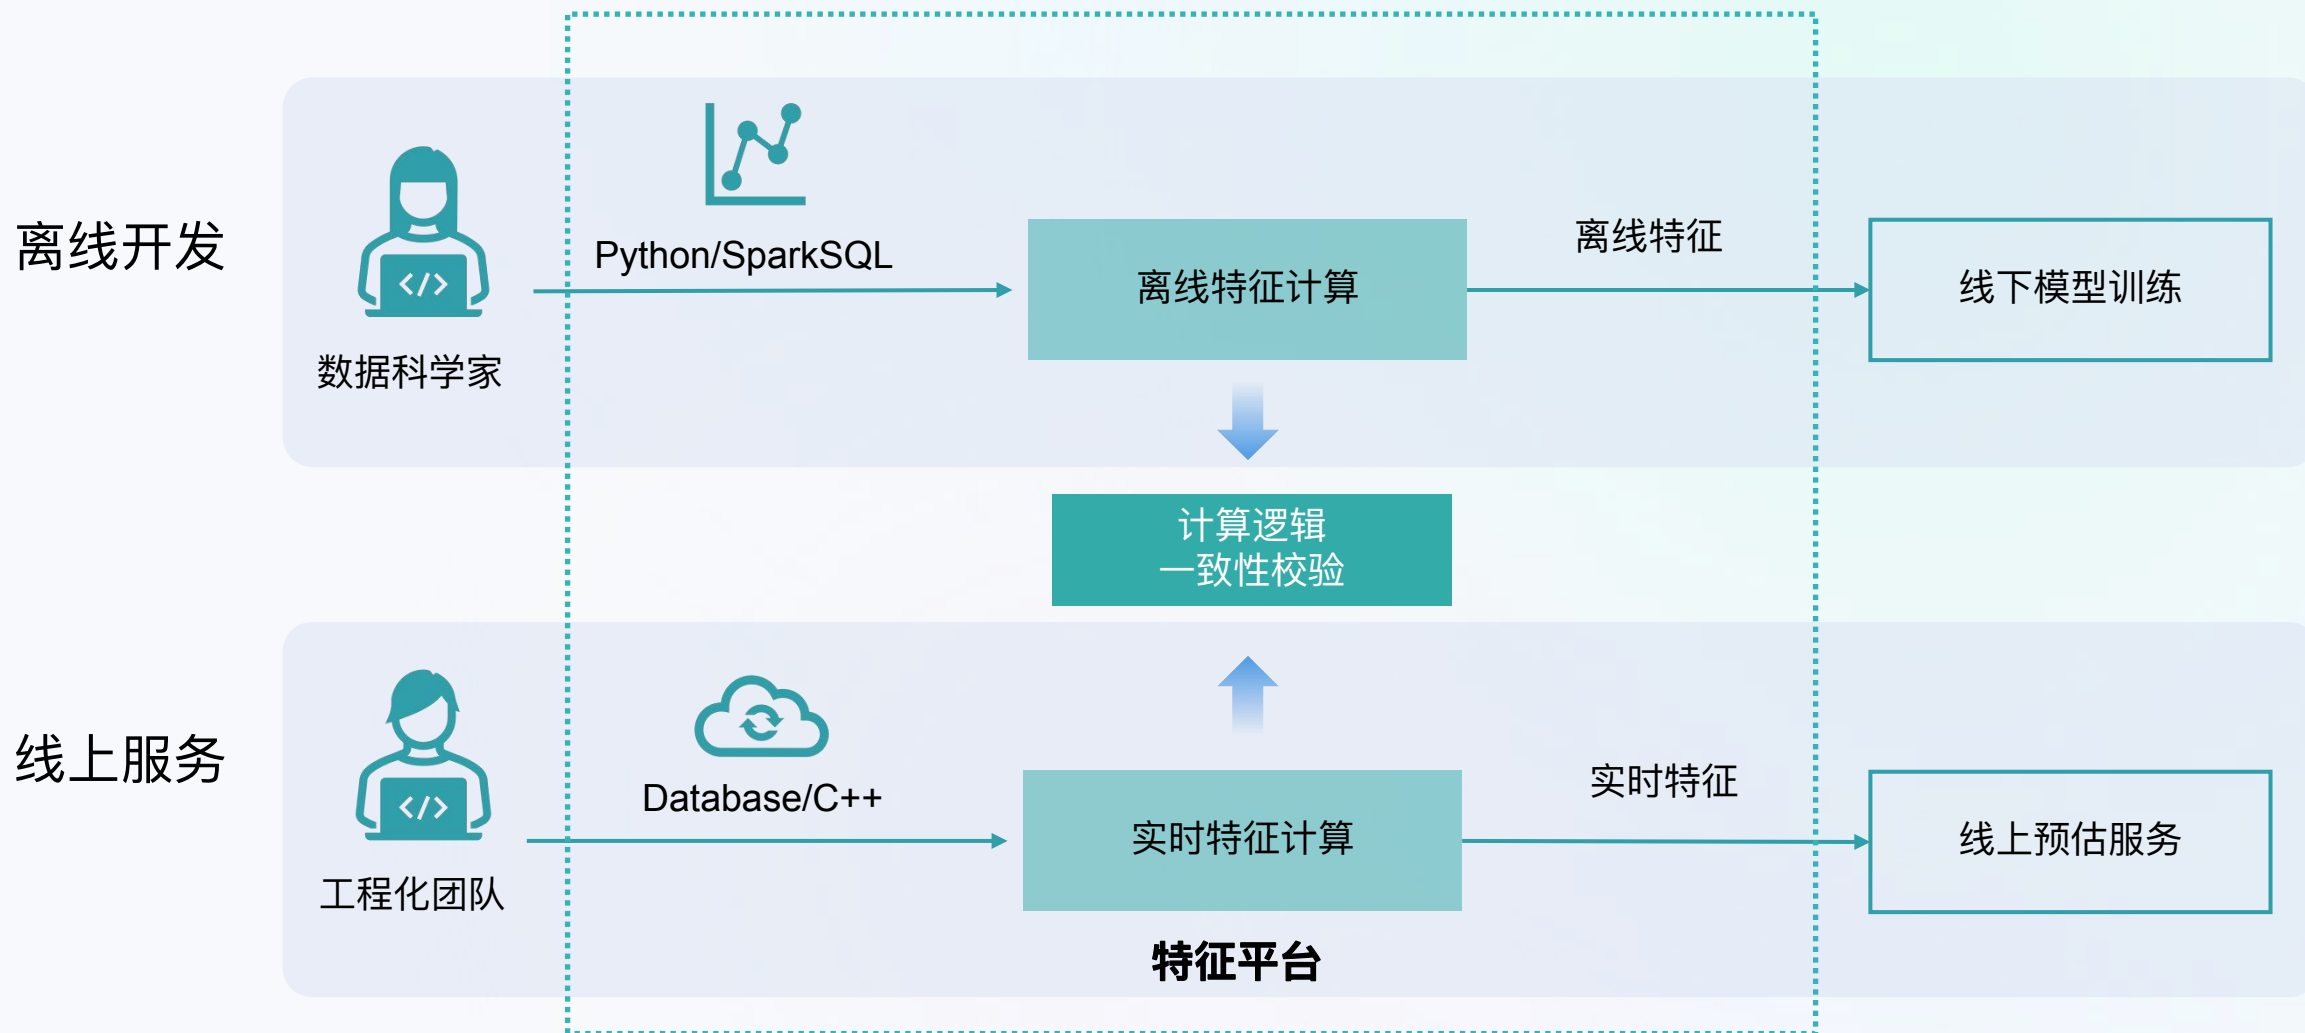 离线开发
数据科学家
Python/SparkSQL
离线特征计算
离线特征
线下模型训练
计算逻辑
一致性校验
线上服务
工程化团队
Database/C++
实时特征计算
实时特征
线上预估服务
特征平台